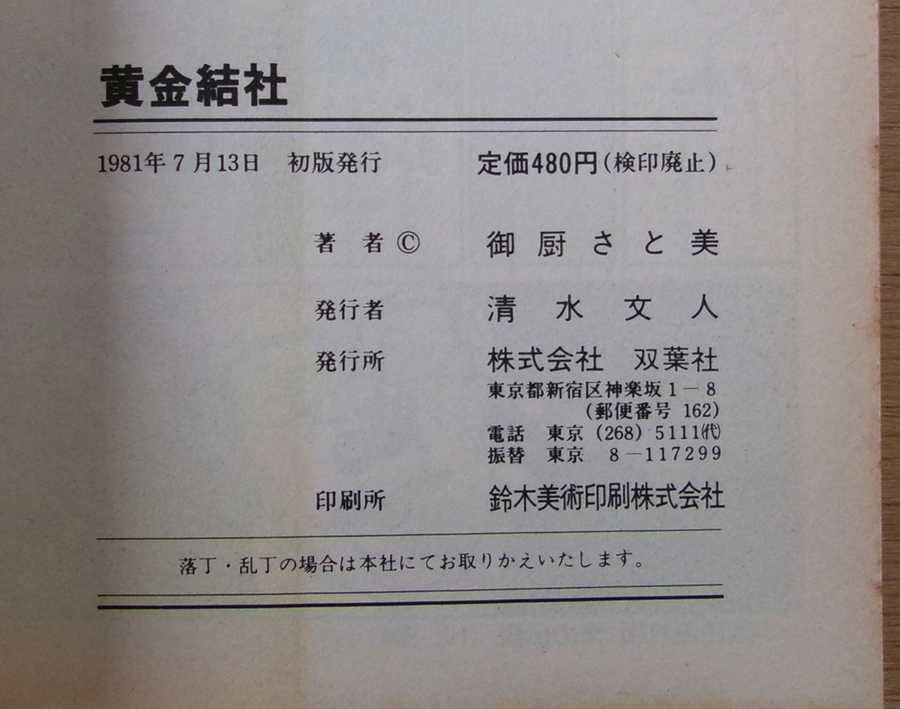 黄金結社
1981年7月13日　初版発行　定価480円(検印廃止)
著　者　©　御厨さと美
発行者　清水文人
発行所　株式会社　双葉社
東京都新宿区神楽坂1－8
(郵便番号 162)
電話　東京 (268) 5111㈹
振替　東京　8－117299
印刷所　鈴木美術印刷株式会社
落丁・乱丁の場合は本社にてお取りかえいたします。